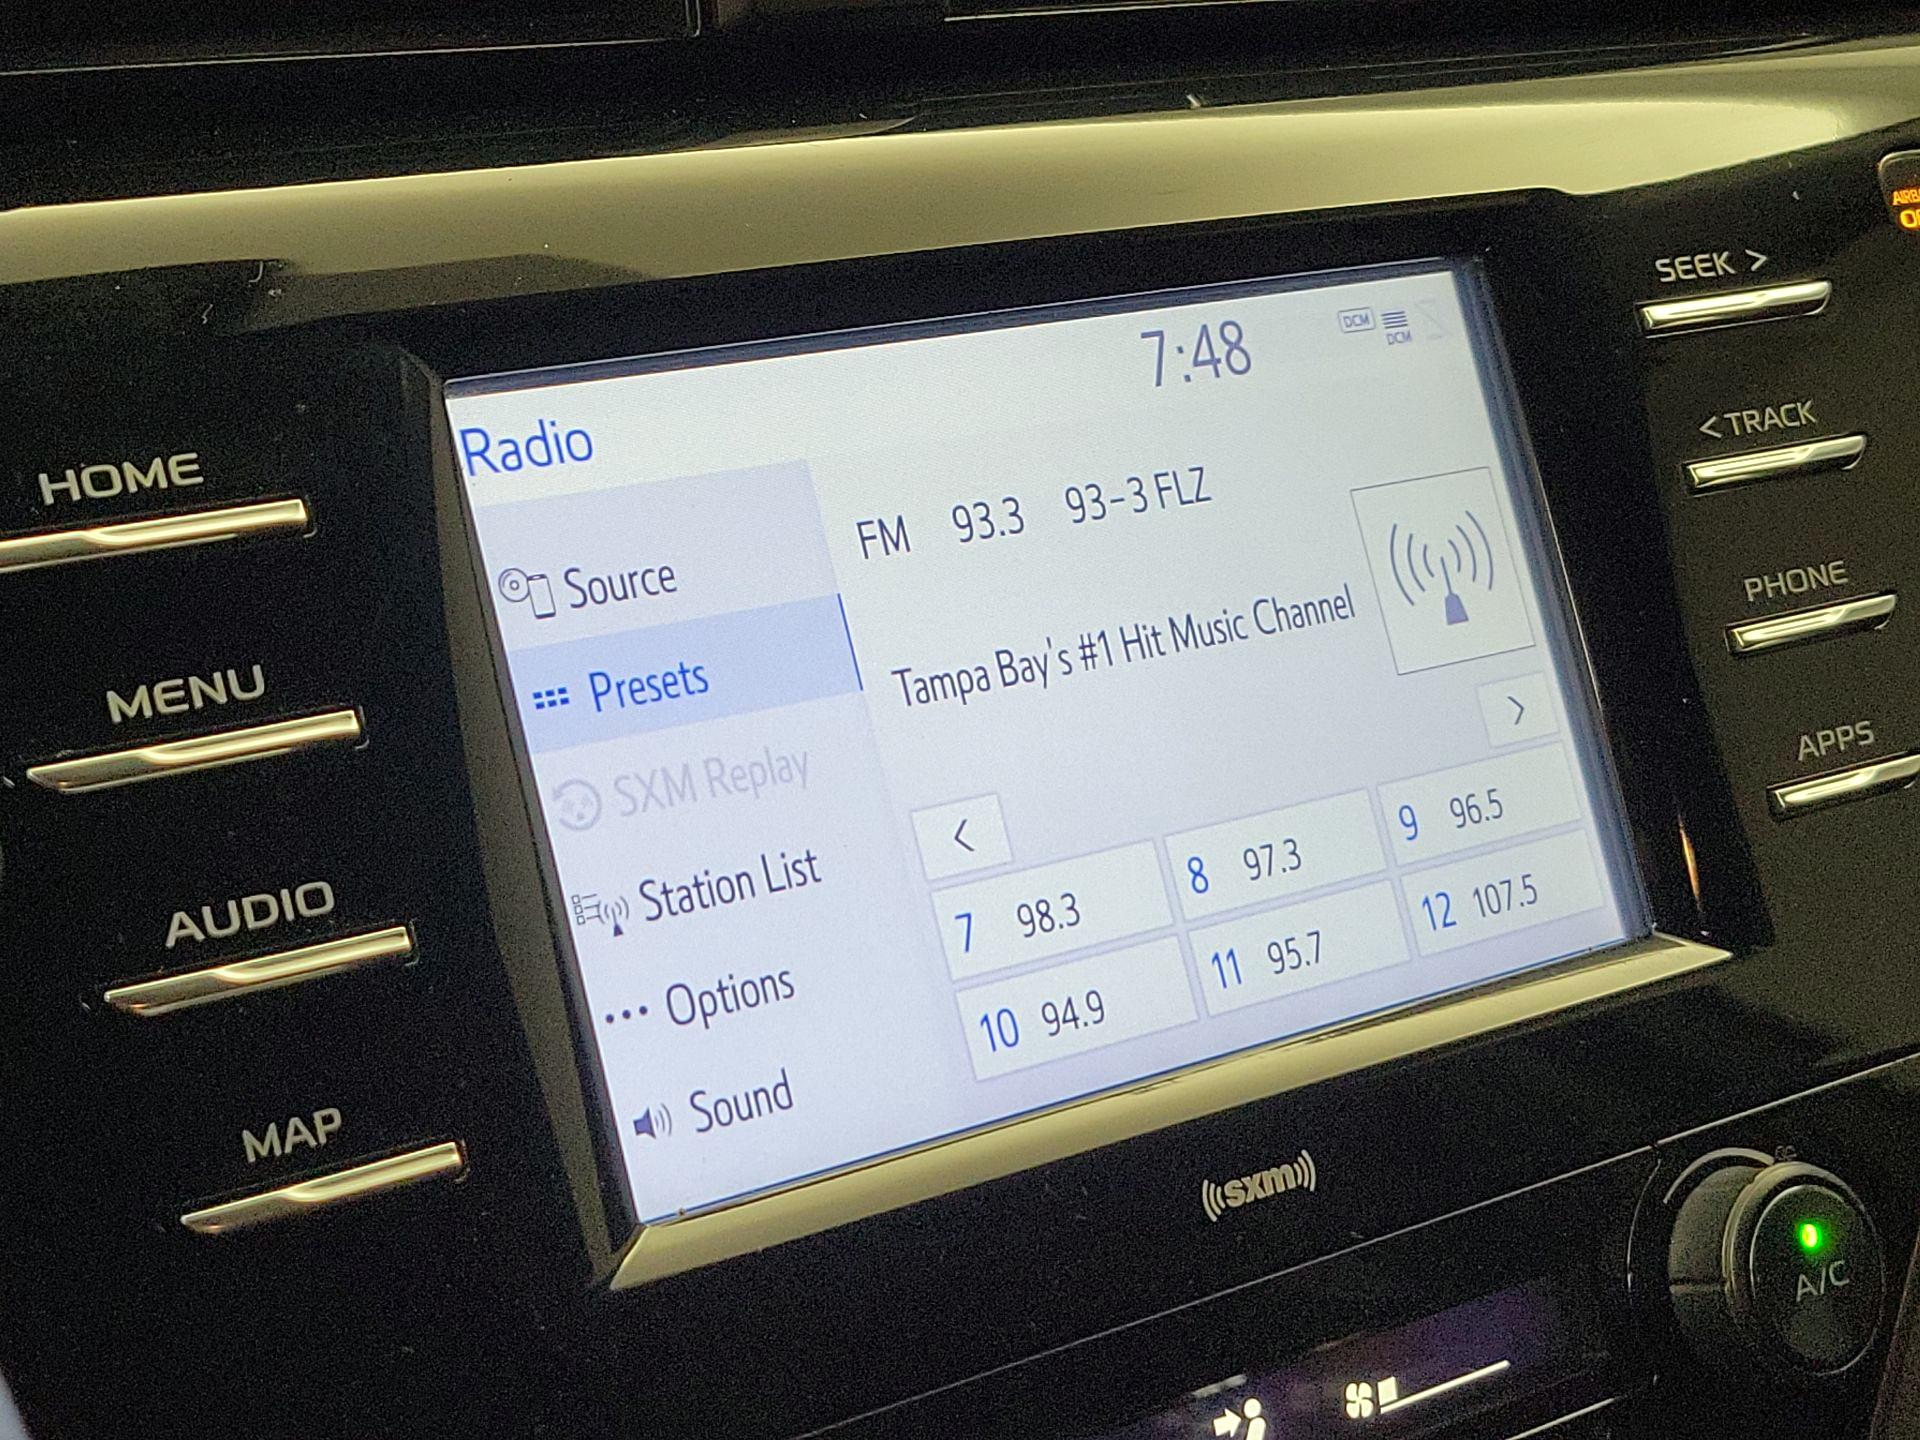 7:48
DCM
DCM
Radio
FM 93.3 93-3 FLZ
Tampa Bay's #1 Hit Music Channel
Source
Presets
SXM Replay
Station List
Options
Sound
>
<
7 98.3
8 97.3
9 96.5
10 94.9
11 95.7
12 107.5
HOME
MENU
AUDIO
MAP
SEEK >
< TRACK
PHONE
APPS
sxm
A/C